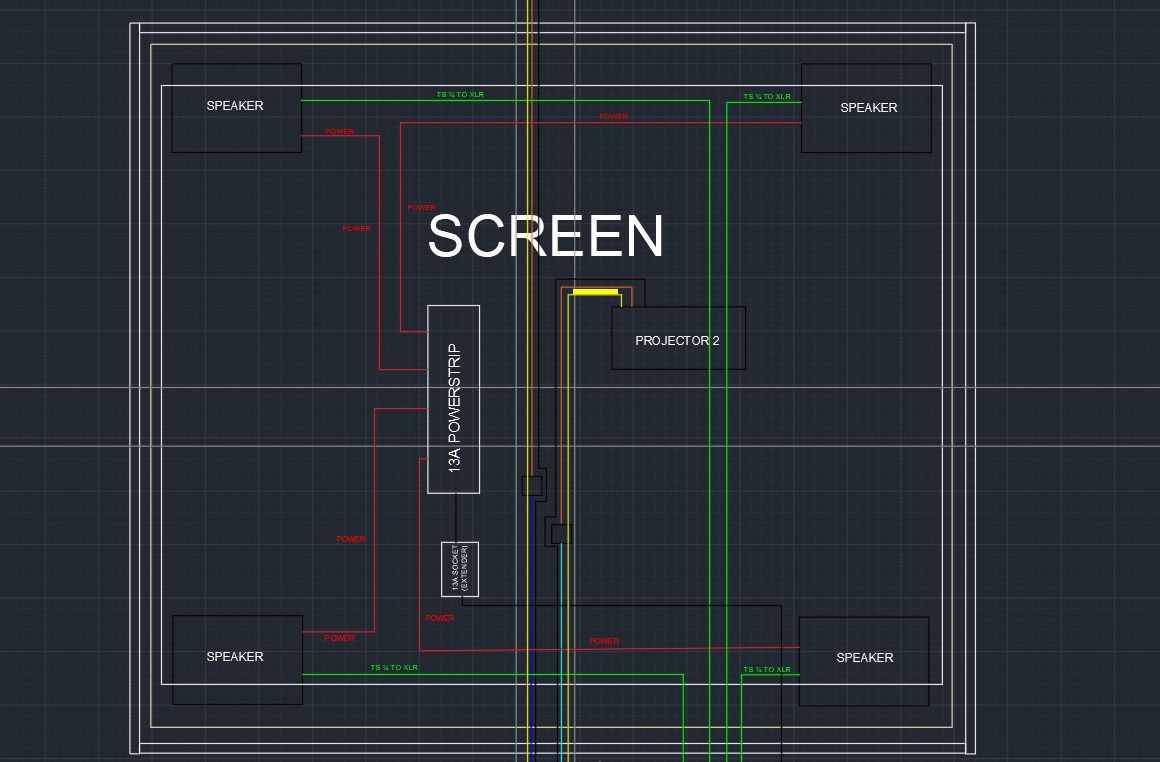 TS ¼ TO XLR
TS ¼ TO XLR
SPEAKER
SPEAKER
POWER
POWER
POWER
POWER
SCREEN
PROJECTOR 2
13A POWERSTRIP
POWER
13A SOCKET
(EXTENDER)
POWER
POWER
POWER
SPEAKER
SPEAKER
TS ¼ TO XLR
TS ¼ TO XLR